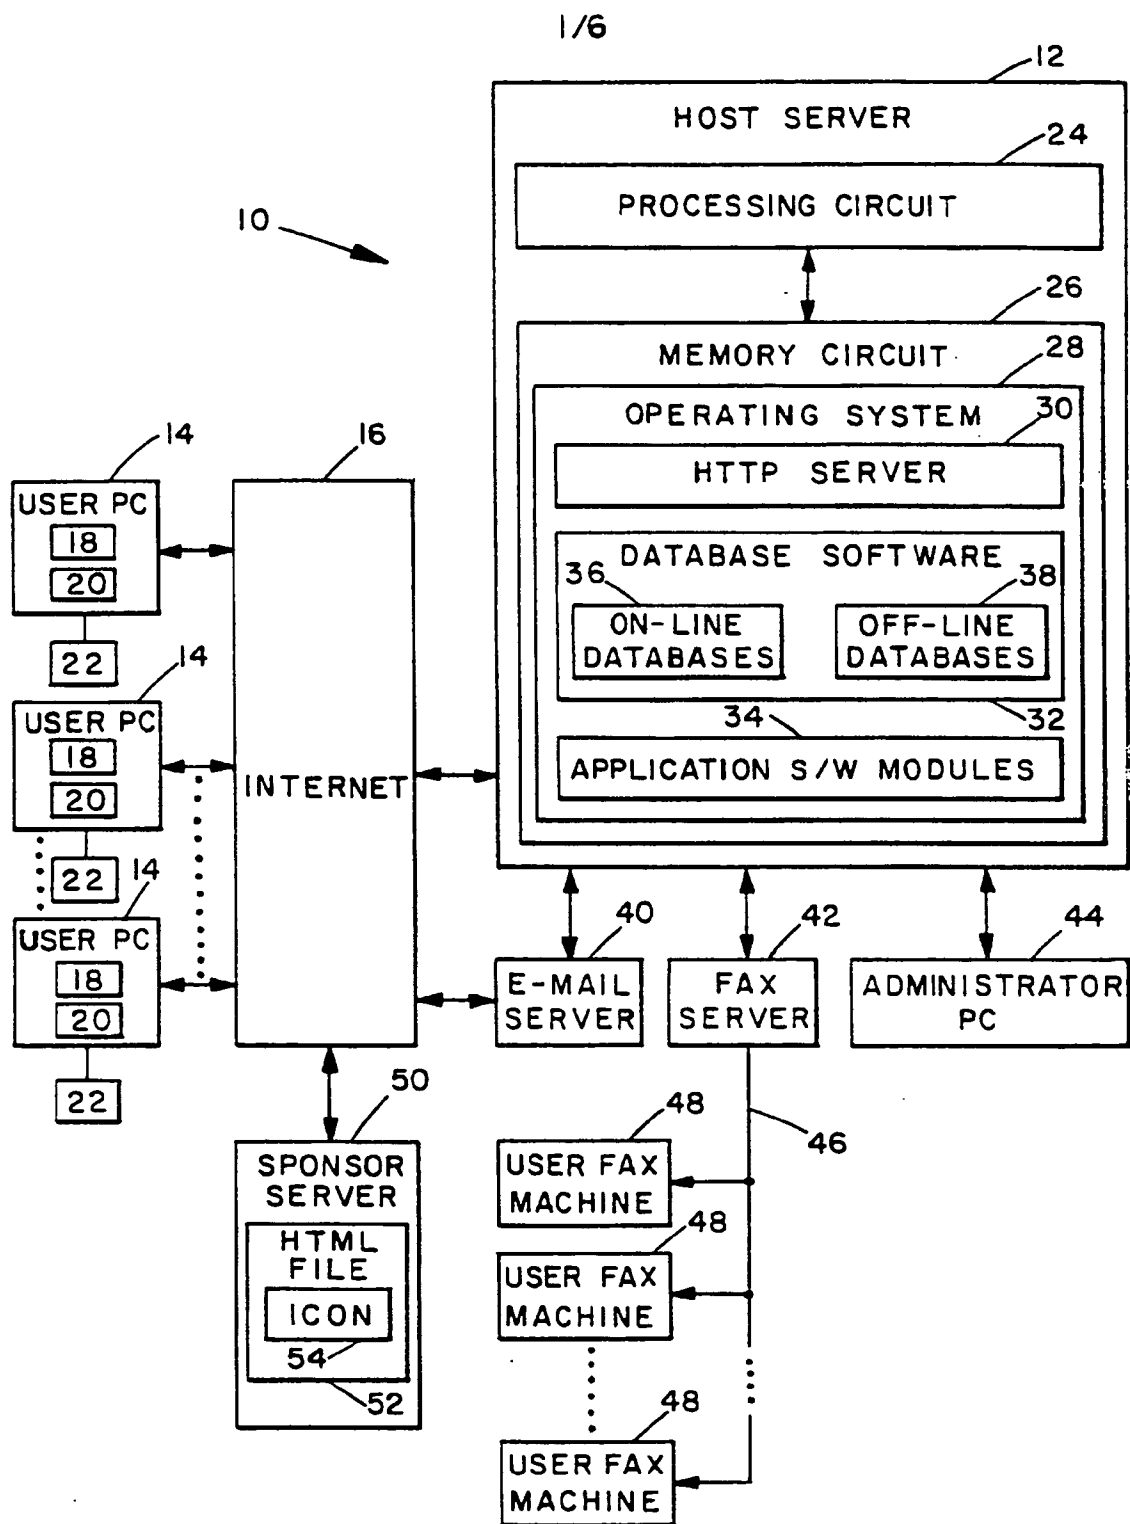 1/6
12
HOST SERVER
24
PROCESSING CIRCUIT
10
26
MEMORY CIRCUIT
28
OPERATING SYSTEM
30
HTTP SERVER
DATABASE SOFTWARE
36
38
ON-LINE
DATABASES
OFF-LINE
DATABASES
34
32
APPLICATION S/W MODULES
14
USER PC
18
20
22
14
USER PC
18
20
22
14
USER PC
18
20
22
16
INTERNET
40
E-MAIL
SERVER
42
FAX
SERVER
44
ADMINISTRATOR
PC
46
50
SPONSOR
SERVER
HTML
FILE
ICON
54
52
48
USER FAX
MACHINE
48
USER FAX
MACHINE
48
USER FAX
MACHINE